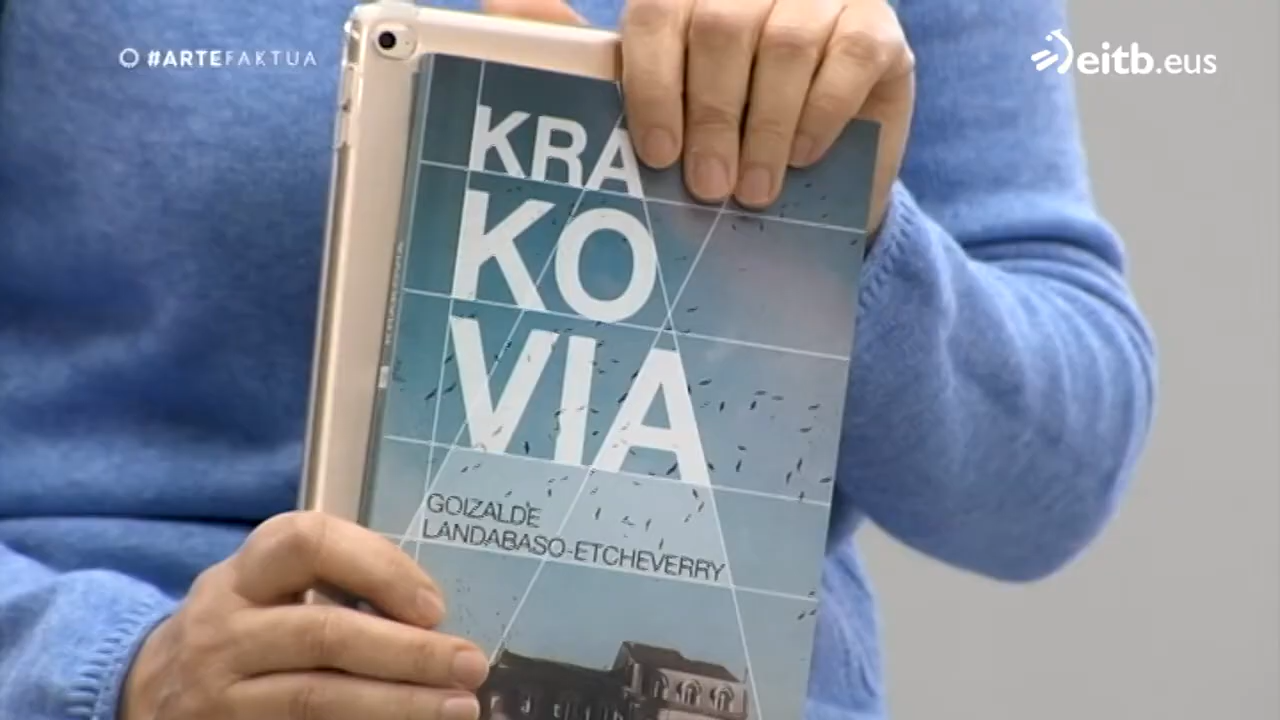 #ARTEFAKTUA
eitb.eus
KRA
KO
VIA
GOIZALDE
LANDABASO-ETCHEVERRY